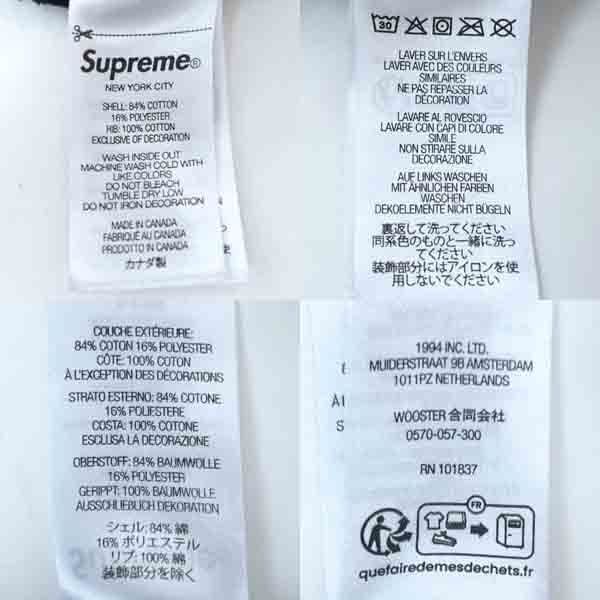 Supreme®
NEW YORK CITY
SHELL: 84% COTTON
16% POLYESTER
RIB: 100% COTTON
EXCLUSIVE OF DECORATION
WASH INSIDE OUT
MACHINE WASH COLD WITH
LIKE COLORS
DO NOT BLEACH
TUMBLE DRY LOW
DO NOT IRON DECORATION
MADE IN CANADA
FABRIQUÉ AU CANADA
PRODOTTO IN CANADA
カナダ製
30
LAVER SUR L'ENVERS
LAVER AVEC DES COULEURS
SIMILAIRES
NE PAS REPASSER LA
DÉCORATION
LAVARE AL ROVESCIO
LAVARE CON CAPI DI COLORE
SIMILE
NON STIRARE SULLA
DECORAZIONE
AUF LINKS WASCHEN
MIT ÄHNLICHEN FARBEN
WASCHEN
DEKOELEMENTE NICHT BÜGELN
裏返して洗ってください
同系色のものと一緒に洗っ
てください
装飾部分にはアイロンを使
用しないでください
COUCHE EXTÉRIEURE:
84% COTON 16% POLYESTER
CÔTE: 100% COTON
À L'EXCEPTION DES DÉCORATIONS
STRATO ESTERNO: 84% COTONE
16% POLIESTERE
COSTA: 100% COTONE
ESCLUSA LA DECORAZIONE
OBERSTOFF: 84% BAUMWOLLE
16% POLYESTER
GERIPPT: 100% BAUMWOLLE
AUSSCHLIEBUCH DEKORATION
シェル: 84% 綿
16% ポリエステル
リブ: 100% 綿
装飾部分を除く
1994 INC. LTD.
MUIDERSTRAAT 9B AMSTERDAM
1011PZ NETHERLANDS
WOOSTER 合同会社
0570-057-300
RN 101837
FR
quefairedemesdechets.fr